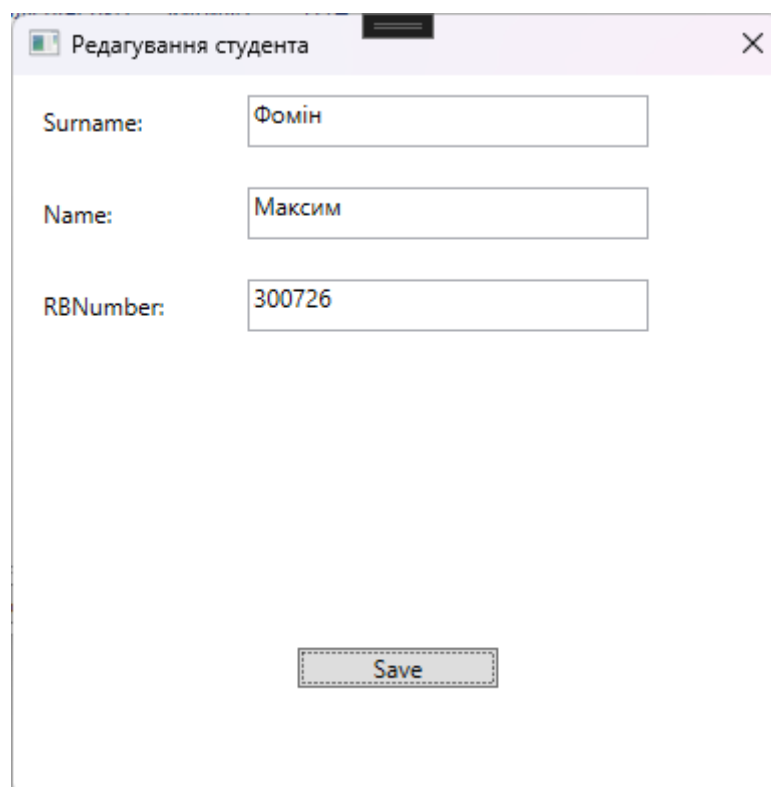 Редагування студента
Surname:
Фомін
Name:
Максим
RBNumber:
300726
Save